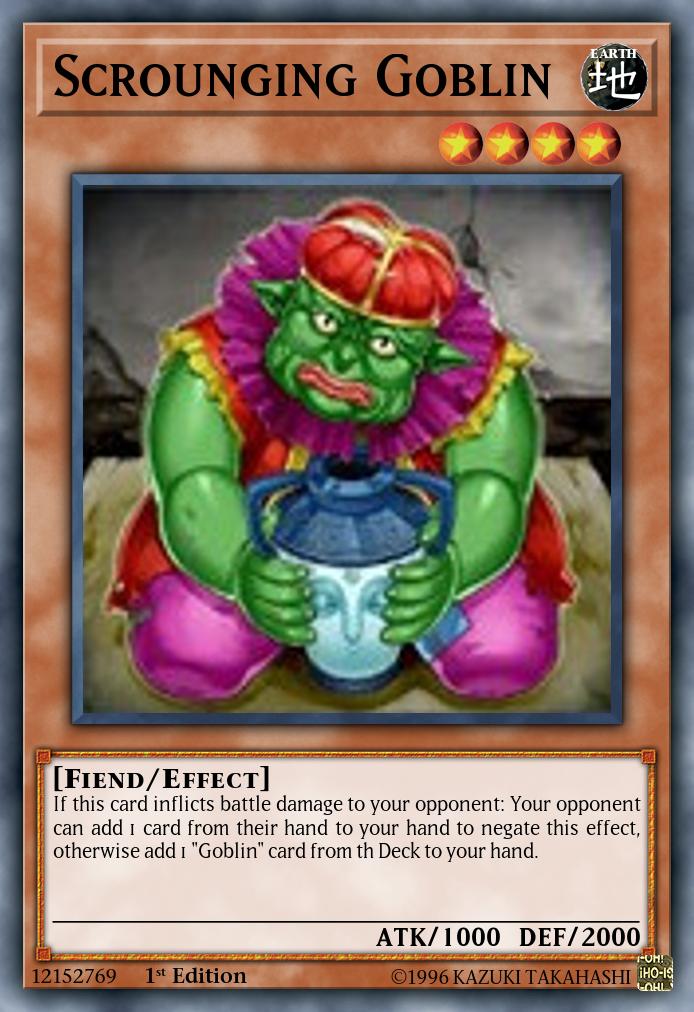 Scrounging Goblin
EARTH
地
[Fiend/Effect]
If this card inflicts battle damage to your opponent: Your opponent
can add 1 card from their hand to your hand to negate this effect,
otherwise add 1 "Goblin" card from th Deck to your hand.
ATK/1000 DEF/2000
12152769 1st Edition ©1996 KAZUKI TAKAHASHI